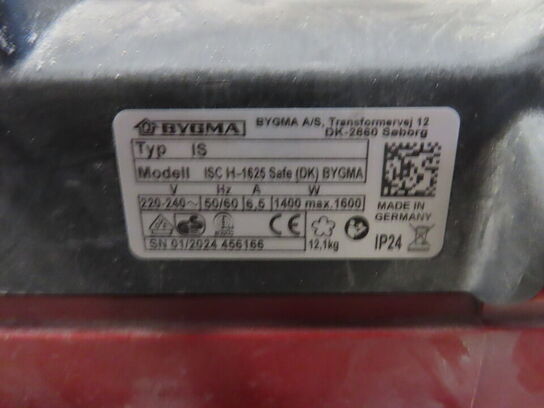 BYGMA BYGMA A/S, Transformervej 12
DK-2860 Søborg
Typ IS
Modell ISC H-1625 Safe (DK) BYGMA
V Hz A W
220-240~ 50/60 6,5 1400 max.1600
MADE IN
GERMANY
SN 01/2024 456166 12,1kg IP24